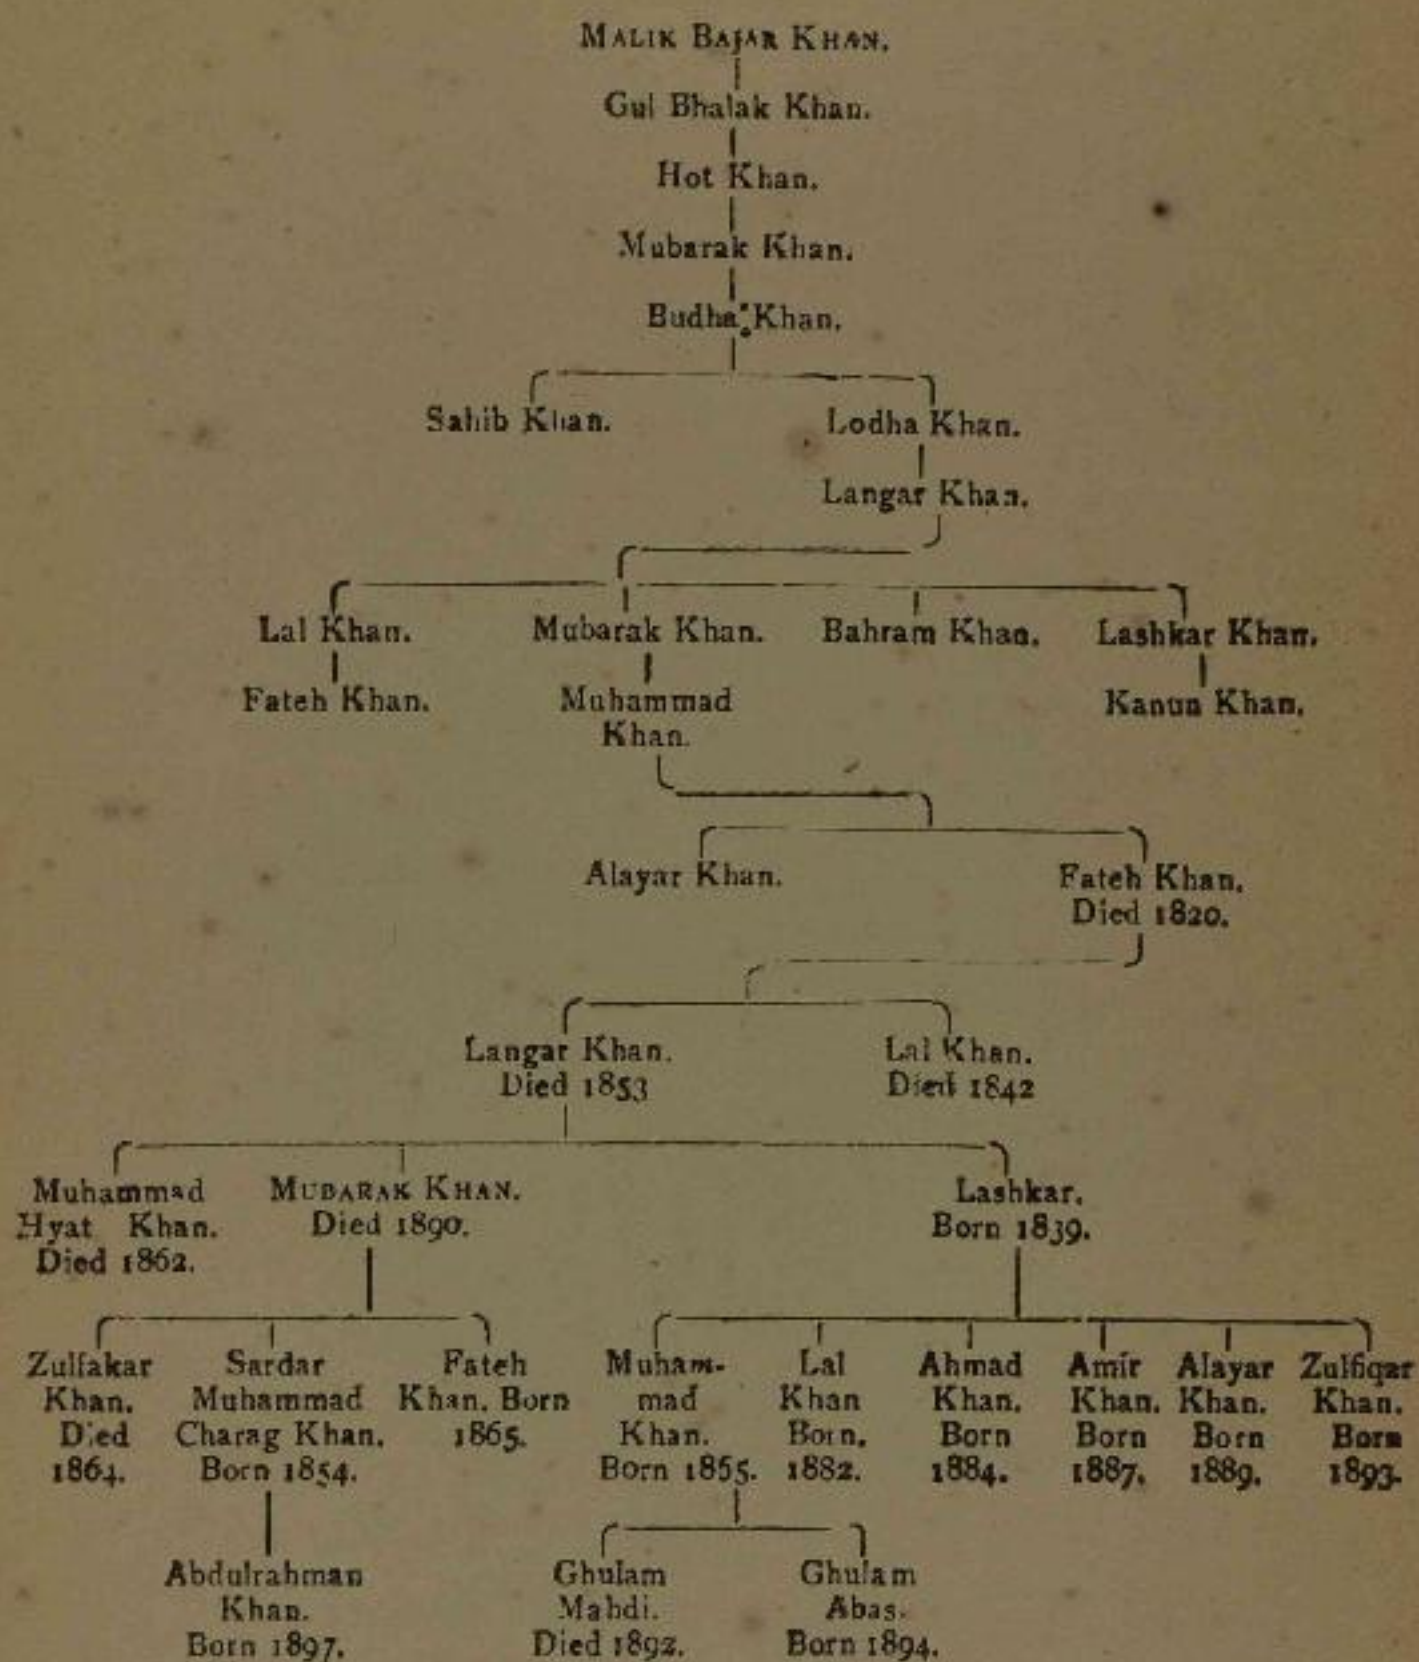 MALIK BAJAR KHAN.
Gul Bhalak Khan.
Hot Khan.
Mubarak Khan.
Budha Khan.
Sahib Khan. Lodha Khan.
Langar Khan.
Lal Khan. Mubarak Khan. Bahram Khan. Lashkar Khan.
Fateh Khan. Muhammad Kanun Khan.
Khan.
Alayar Khan. Fateh Khan.
Died 1820.
Langar Khan. Lal Khan.
Died 1853 Died 1842
Muhammad MUBARAK KHAN. Lashkar.
Hyat Khan. Died 1890. Born 1839.
Died 1862.
Zulfakar Sardar Fateh Muham- Lal Ahmad Amir Alayar Zulfiqar
Khan. Muhammad Khan. Born mad Khan Khan. Khan. Khan. Khan.
Died Charag Khan. 1865. Khan. Born, Born Born Born Born
1864. Born 1854. Born 1865. 1882. 1884. 1887. 1889. 1893.
Abdulrahman Ghulam Ghulam
Khan. Mahdi. Abas.
Born 1897. Died 1892. Born 1894.